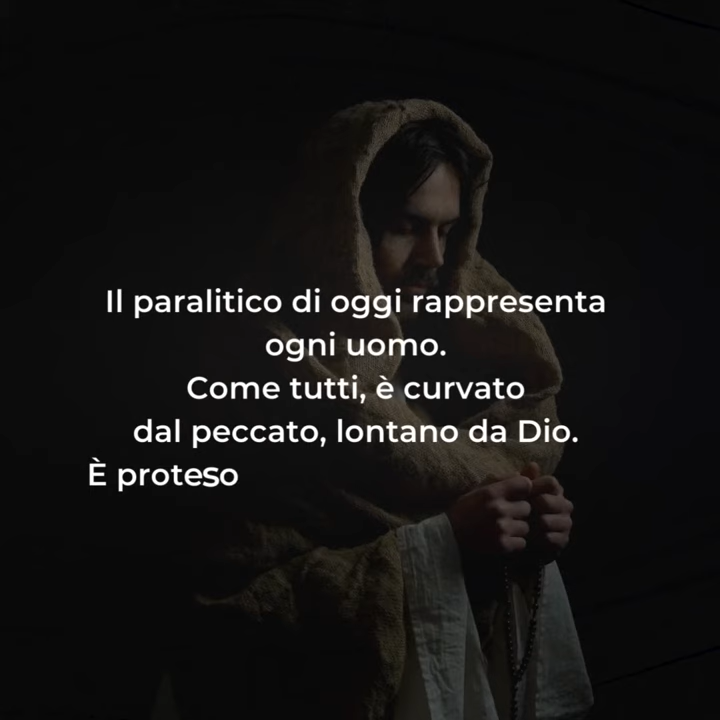 Il paralitico di oggi rappresenta
ogni uomo.
Come tutti, è curvato
dal peccato, lontano da Dio.
È proteso